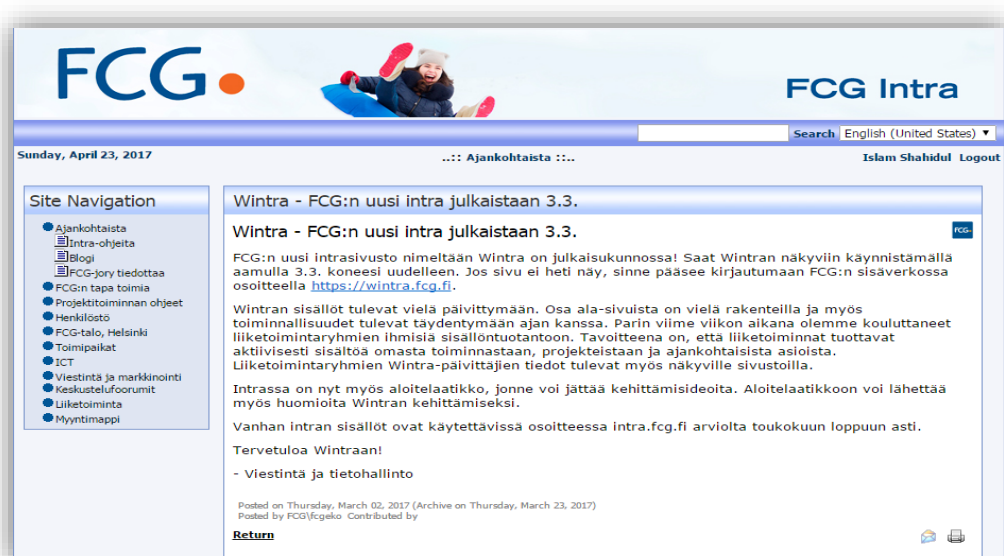 FCG
FCG Intra
Search English (United States)
Sunday, April 23, 2017
..:: Ajankohtaista ::..
Islam Shahidul Logout
Site Navigation
Ajankohtaista
Intra-ohjeita
Blogi
FCG-jory tiedottaa
FCG:n tapa toimia
Projektitoiminnan ohjeet
Henkilöstö
FCG-talo, Helsinki
Toimipaikat
ICT
Viestintä ja markkinointi
Keskustelufoorumit
Liiketoiminta
Myyntimappi
Wintra - FCG:n uusi intra julkaistaan 3.3.
Wintra - FCG:n uusi intra julkaistaan 3.3.
FCG
FCG:n uusi intrasivusto nimeltään Wintra on julkaisukunnossa! Saat Wintran näkyviin käynnistämällä
aamulla 3.3. koneesi uudelleen. Jos sivu ei heti näy, sinne pääsee kirjautumaan FCG:n sisäverkossa
osoitteella https://wintra.fcg.fi.
Wintran sisällöt tulevat vielä päivittymään. Osa ala-sivuista on vielä rakenteilla ja myös
toiminnallisuudet tulevat täydentymään ajan kanssa. Parin viime viikon aikana olemme kouluttaneet
liiketoimintaryhmien ihmisiä sisällöntuotantoon. Tavoitteena on, että liiketoiminnat tuottavat
aktiivisesti sisältöä omasta toiminnastaan, projekteistaan ja ajankohtaisista asioista.
Liiketoimintaryhmien Wintra-päivittäjien tiedot tulevat myös näkyville sivustoilla.
Intrassa on nyt myös aloitelaatikko, jonne voi jättää kehittämisideoita. Aloitelaatikkoon voi lähettää
myös huomioita Wintran kehittämiseksi.
Vanhan intran sisällöt ovat käytettävissä osoitteessa intra.fcg.fi arviolta toukokuun loppuun asti.
Tervetuloa Wintraan!
- Viestintä ja tietohallinto
Posted on Thursday, March 02, 2017 (Archive on Thursday, March 23, 2017)
Posted by FCG\fcgeko Contributed by
Return